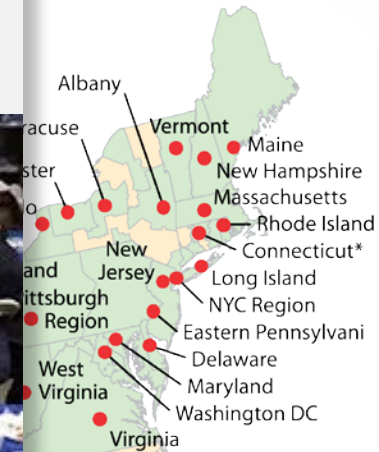 Albany
Vermont
racuse
Maine
ster
New Hampshire
Massachusetts
o
Rhode Island
Connecticut*
New
Jersey
and
Long Island
ittsburgh
Region
NYC Region
Eastern Pennsylvani
Delaware
West
Virginia
Maryland
Washington DC
Virginia